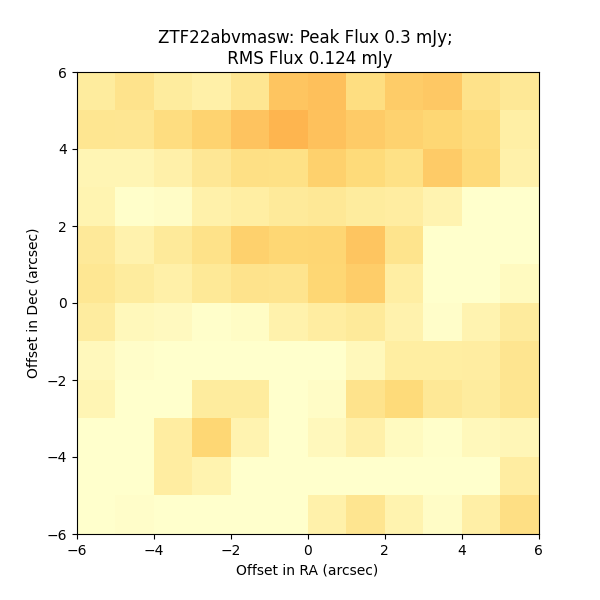 ZTF22abvmasw: Peak Flux 0.3 mJy;
RMS Flux 0.124 mJy
6
4
2
0
−2
−4
−6
Offset in Dec (arcsec)
−6 −4 −2 0 2 4 6
Offset in RA (arcsec)